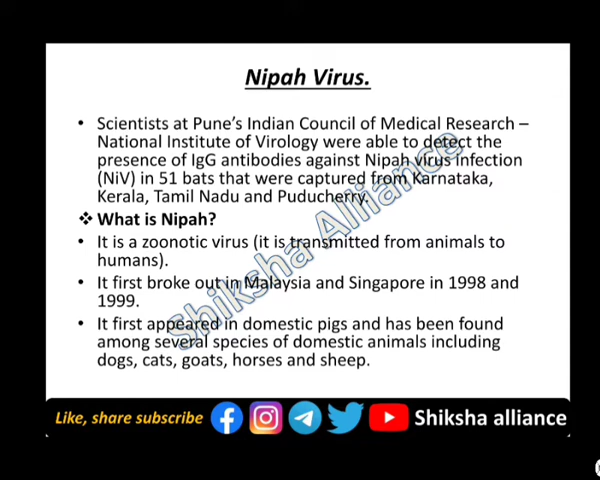 Nipah Virus.
• Scientists at Pune's Indian Council of Medical Research –
National Institute of Virology were able to detect the
presence of IgG antibodies against Nipah virus infection
(NiV) in 51 bats that were captured from Karnataka,
Kerala, Tamil Nadu and Puducherry.
❖ What is Nipah?
• It is a zoonotic virus (it is transmitted from animals to
humans).
• It first broke out in Malaysia and Singapore in 1998 and
1999.
• It first appeared in domestic pigs and has been found
among several species of domestic animals including
dogs, cats, goats, horses and sheep.
Shiksha Alliance
Like, share subscribe Shiksha alliance